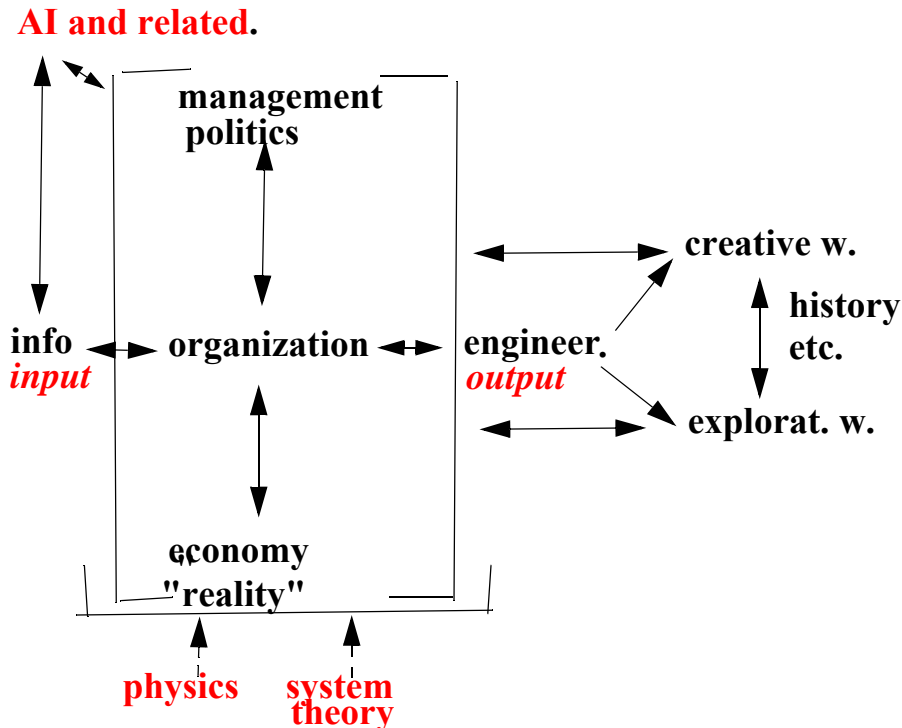 AI and related.
management
politics
creative w.
history
etc.
info
input
organization
engineer.
output
explorat. w.
economy
"
"reality"
physics
system
theory